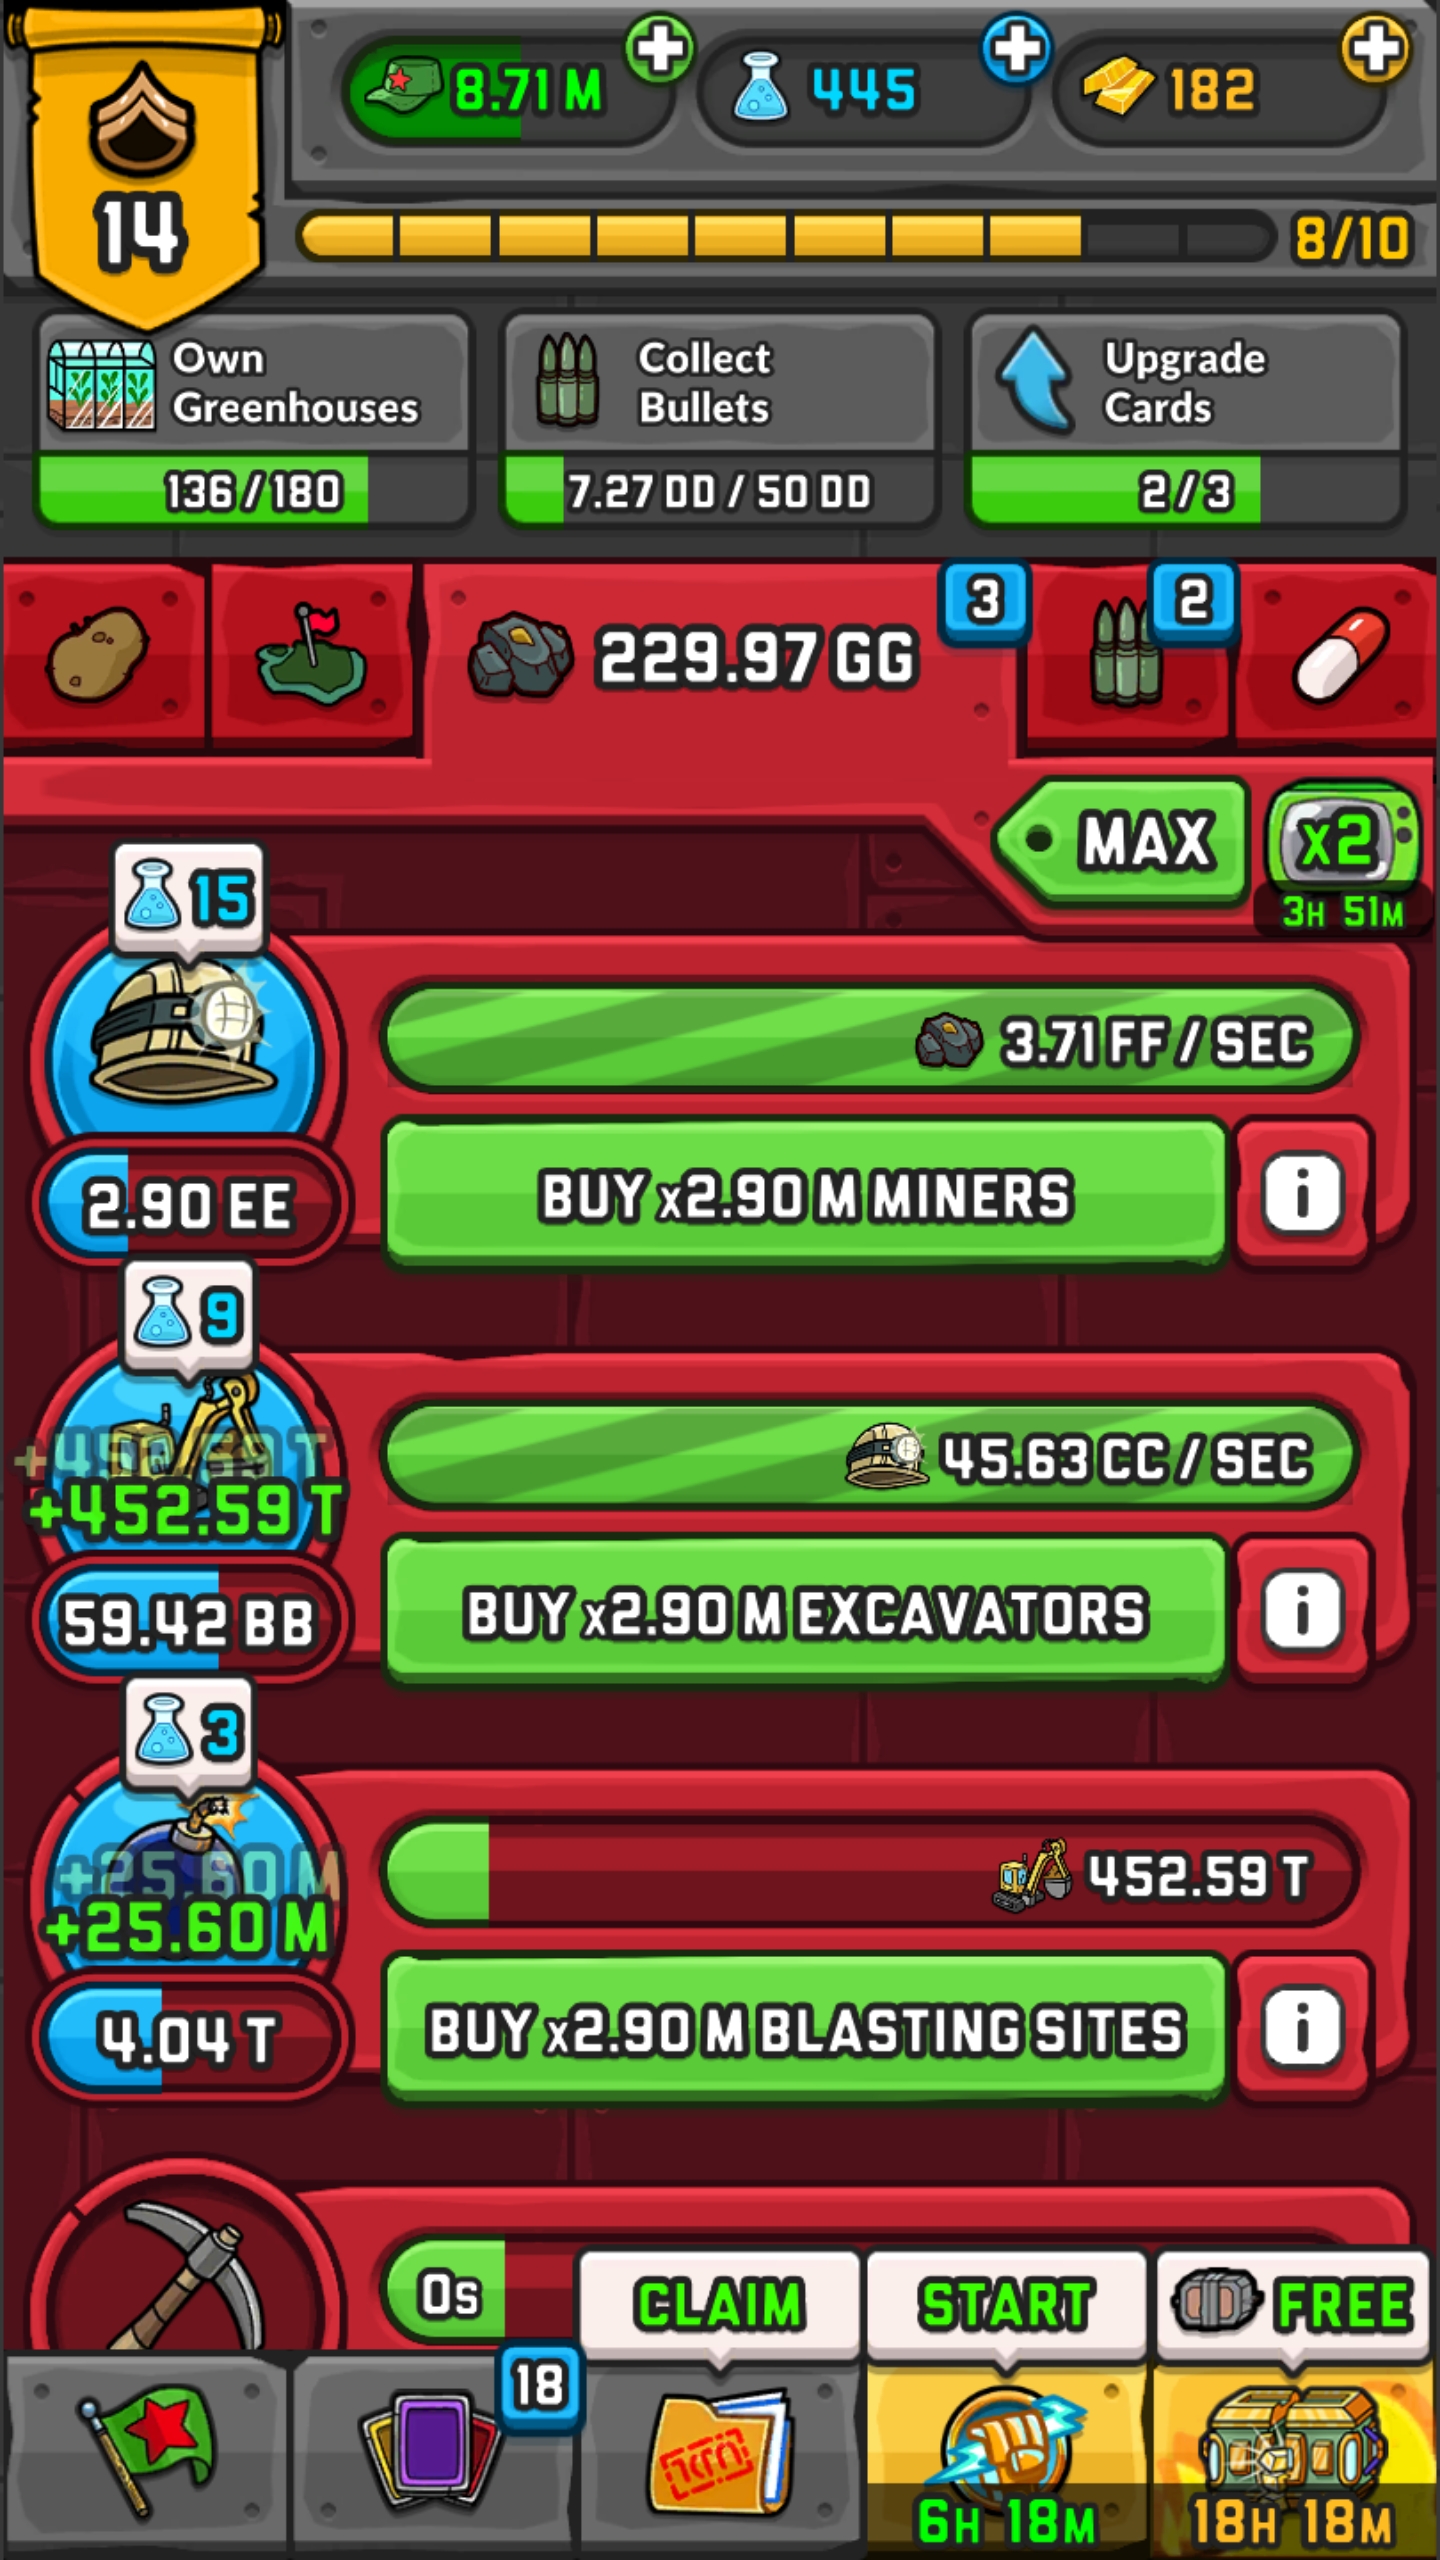 8.71 M
445
182
14
8/10
Own
Greenhouses
136/180
Collect
Bullets
7.27 DD / 50 DD
Upgrade
Cards
2/3
229.97 GG
3
2
MAX
x2
3H 51M
15
3.71 FF / SEC
2.90 EE
BUY x2.90 M MINERS
i
9
45.63 CC / SEC
+452.59 T
+452.59 T
59.42 BB
BUY x2.90 M EXCAVATORS
i
3
452.59 T
+25.60 M
+25.60 M
4.04 T
BUY x2.90 M BLASTING SITES
i
0s
CLAIM
START
FREE
18
6H 18M
18H 18M